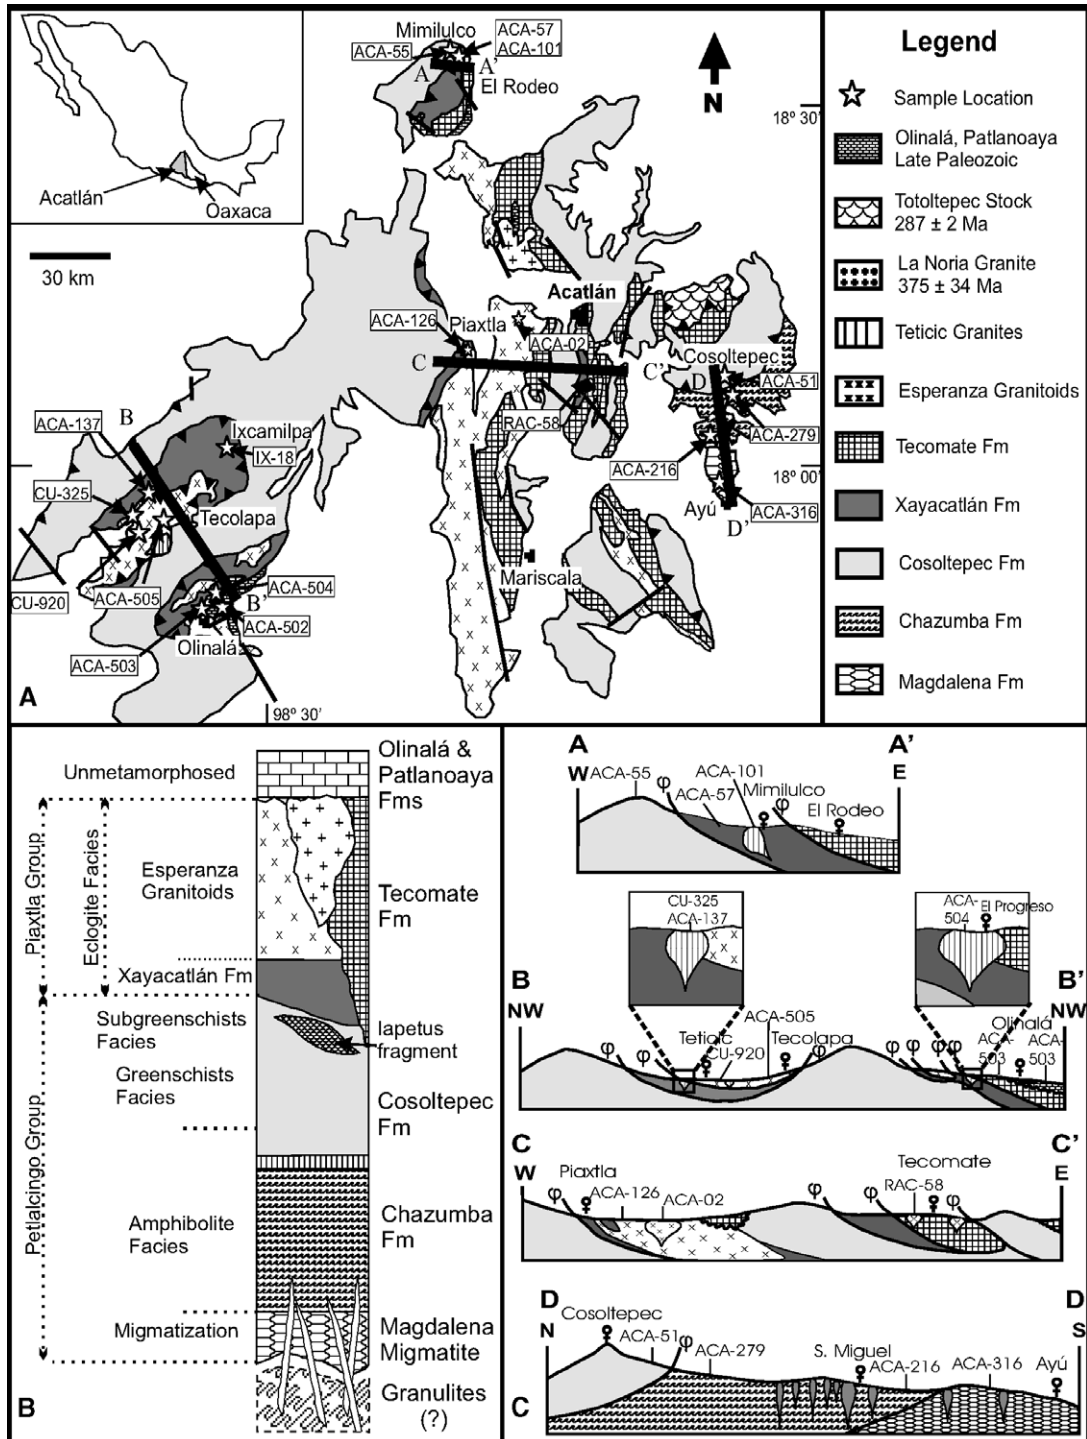 Acatlán
Oaxaca
30 km
Mimilulco
ACA-57
ACA-101
ACA-55
A
A'
El Rodeo
N
18º 30'
Acatlán
ACA-126
Piaxtla
ACA-02
C
C'
Cosoltepec
D
ACA-51
RAC-58
ACA-279
ACA-216
18º 00'
Ayú
ACA-316
D'
B
ACA-137
Ixcamilpa
IX-18
CU-325
Tecolapa
Mariscala
CU-920
ACA-505
ACA-504
B'
ACA-502
Olinalá
ACA-503
A
98º 30'
Legend
Sample Location
Olinalá, Patlanoaya
Late Paleozoic
Totoltepec Stock
287 ± 2 Ma
La Noria Granite
375 ± 34 Ma
Teticic Granites
Esperanza Granitoids
Tecomate Fm
Xayacatlán Fm
Cosoltepec Fm
Chazumba Fm
Magdalena Fm
Unmetamorphosed
Olinalá &
Patlanoaya
Fms
Piaxtla Group
Eclogite Facies
Esperanza
Granitoids
Tecomate
Fm
Xayacatlán Fm
Subgreenschists
Facies
Iapetus
fragment
Greenschists
Facies
Cosoltepec
Fm
Petlalcingo Group
Amphibolite
Facies
Chazumba
Fm
Migmatization
Magdalena
Migmatite
Granulites
(?)
B
A
W
ACA-55
φ
ACA-57
ACA-101
Mimilulco
φ
El Rodeo
A'
E
CU-325
ACA-137
ACA-
504
El Progreso
B
NW
φ
φ
Teticic
CU-920
ACA-505
Tecolapa
φ
φ
φ
φ
Olinalá
ACA-
503
ACA-
503
B'
NW
C
W
Piaxtla
φ
ACA-126
ACA-02
φ
φ
Tecomate
RAC-58
φ
C'
E
D
N
Cosoltepec
ACA-51
φ
ACA-279
S. Miguel
ACA-216
ACA-316
Ayú
D
S
C